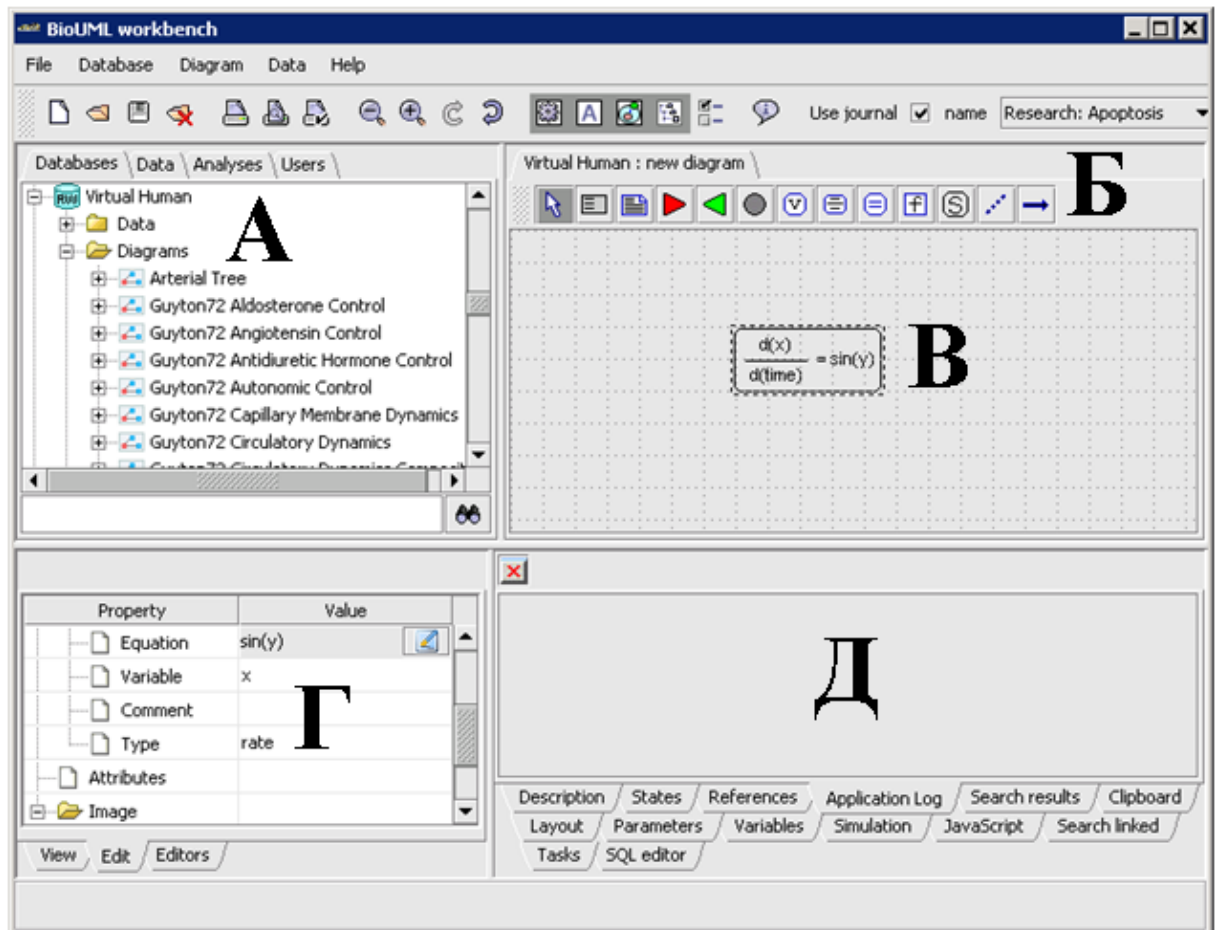 BioUML workbench
File Database Diagram Data Help
Use journal name Research: Apoptosis
Databases Data Analyses Users
Virtual Human
Data
Diagrams
Arterial Tree
Guyton72 Aldosterone Control
Guyton72 Angiotensin Control
Guyton72 Antidiuretic Hormone Control
Guyton72 Autonomic Control
Guyton72 Capillary Membrane Dynamics
Guyton72 Circulatory Dynamics
Guyton72 Circulatory Dynamics
А
Virtual Human : new diagram
Б
d(x)
d(time)
= sin(y)
В
Property Value
Equation sin(y)
Variable x
Comment
Type rate
Attributes
Image
Г
View Edit Editors
Д
Description States References Application Log Search results Clipboard
Layout Parameters Variables Simulation JavaScript Search linked
Tasks SQL editor